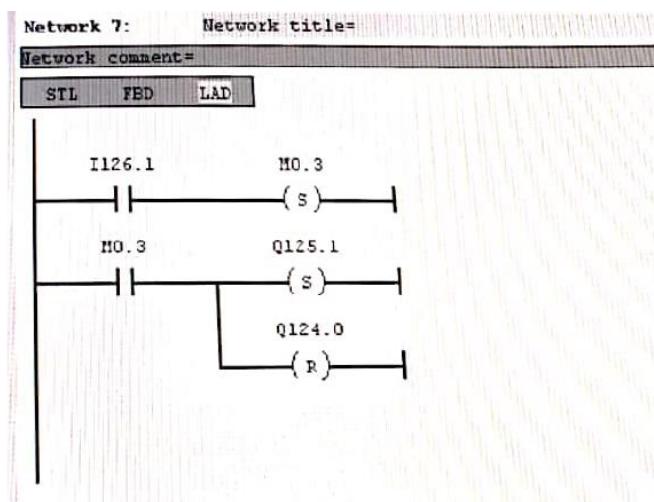 Network 7: Network title=
Network comment=
STL FBD LAD
I126.1 M0.3
( S )
M0.3 Q125.1
( S )
Q124.0
( R )